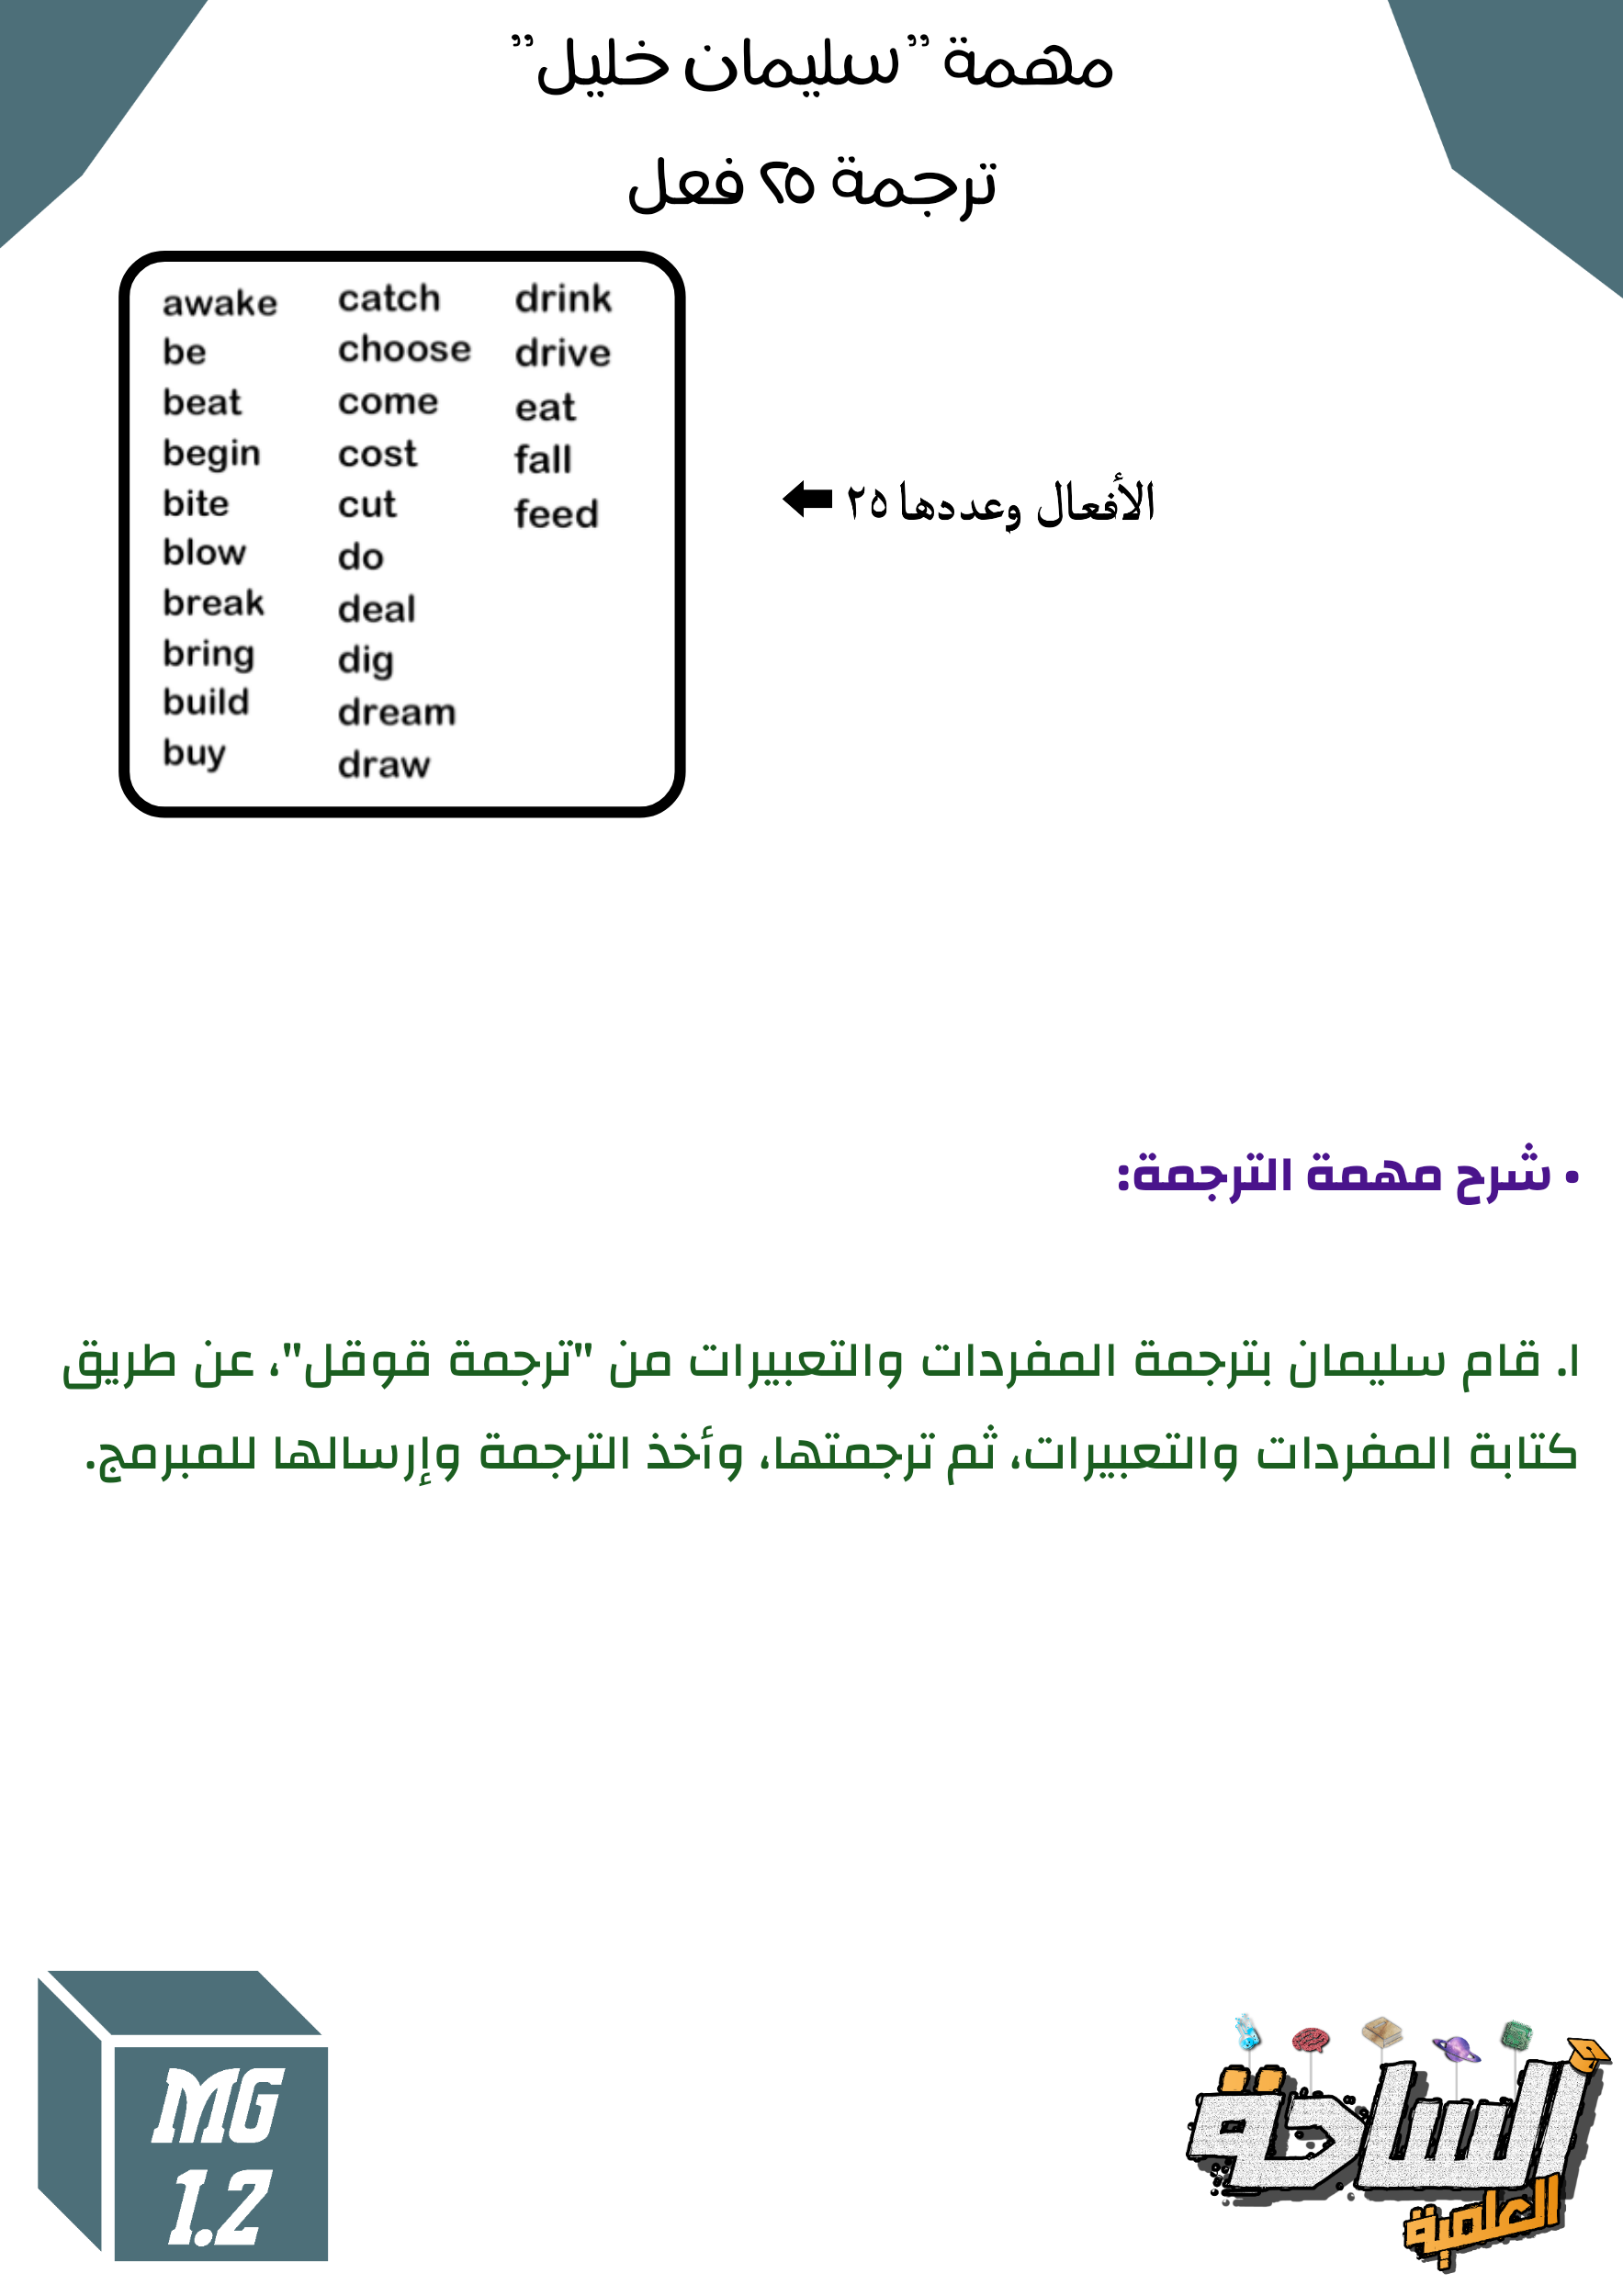 مهمة ”سليمان خليل”
ترجمة ٢٥ فعل
awake
be
beat
begin
bite
blow
break
bring
build
buy
catch
choose
come
cost
cut
do
deal
dig
dream
draw
drink
drive
eat
fall
feed
الأفعال وعددها ٢٥
• شرح مهمة الترجمة:
١. قام سليمان بترجمة المفردات والتعبيرات من "ترجمة قوقل"، عن طريق
كتابة المفردات والتعبيرات، ثم ترجمتها، وأخذ الترجمة وإرسالها للمبرمج.
MG
1.2
الساحة
العلمية